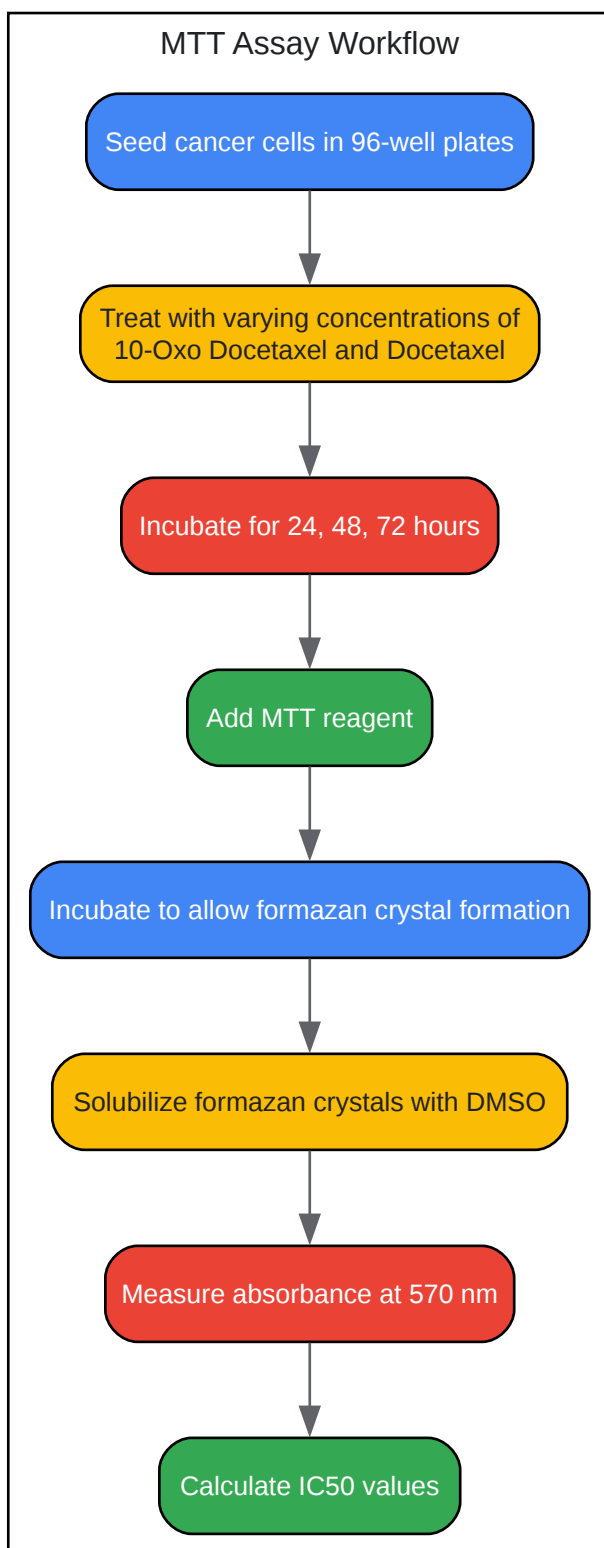 MTT Assay Workflow
Seed cancer cells in 96-well plates
Treat with varying concentrations of
10-Oxo Docetaxel and Docetaxel
Incubate for 24, 48, 72 hours
Add MTT reagent
Incubate to allow formazan crystal formation
Solubilize formazan crystals with DMSO
Measure absorbance at 570 nm
Calculate IC50 values